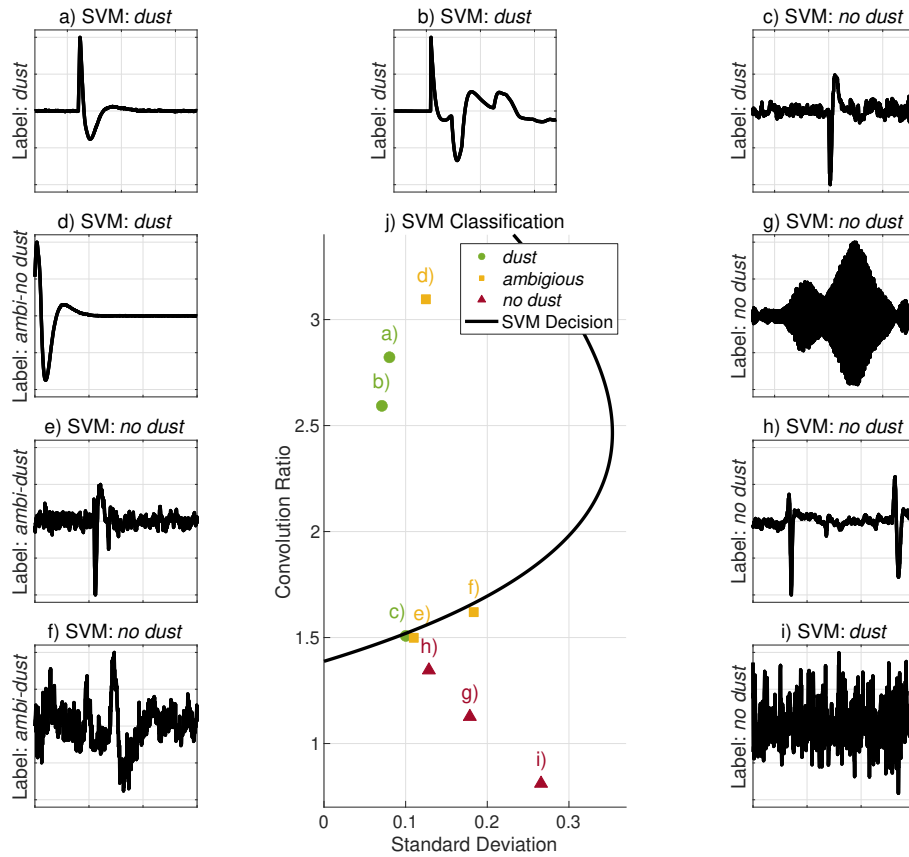 a) SVM: dust
Label: dust
b) SVM: dust
Label: dust
c) SVM: no dust
Label: dust
d) SVM: dust
Label: ambi-no dust
e) SVM: no dust
Label: ambi-dust
f) SVM: no dust
Label: ambi-dust
g) SVM: no dust
Label: no dust
h) SVM: no dust
Label: no dust
i) SVM: dust
Label: no dust
j) SVM Classification
dust
ambigious
no dust
SVM Decision
d)
a)
b)
c)
e)
f)
h)
g)
i)
Convolution Ratio
3
2.5
2
1.5
1
0
0.1
0.2
0.3
Standard Deviation